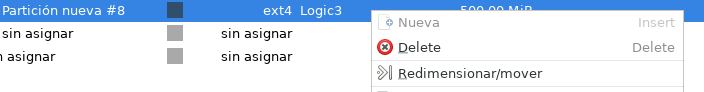 Partición nueva #8 ext4 Logic3 500.00 MiB
sin asignar sin asignar
n asignar sin asignar
Nueva Insert
Delete Delete
Redimensionar/mover